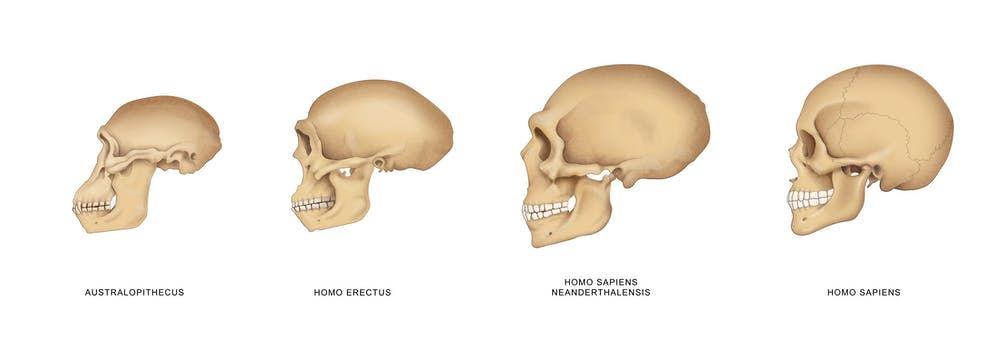 AUSTRALOPITHECUS
HOMO ERECTUS
HOMO SAPIENS
NEANDERTHALENSIS
HOMO SAPIENS